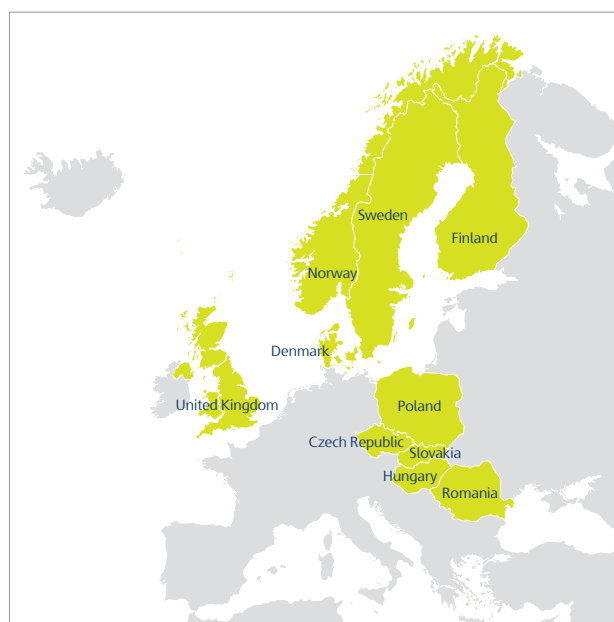 Sweden
Finland
Norway
Denmark
United Kingdom
Poland
Czech Republic
Slovakia
Hungary
Romania